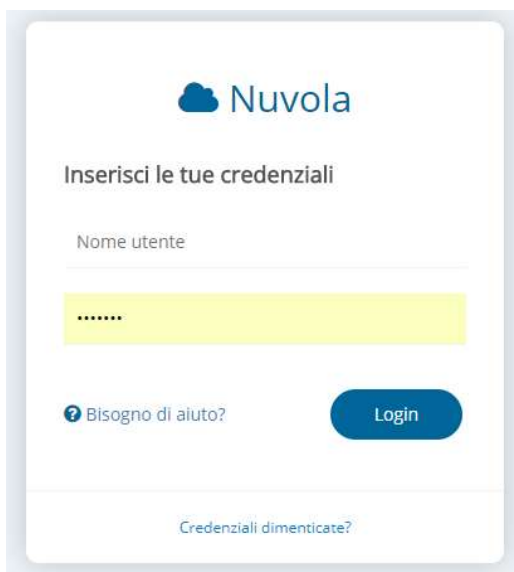 Nuvola
Inserisci le tue credenziali
Nome utente
•••••••
Bisogno di aiuto?
Login
Credenziali dimenticate?